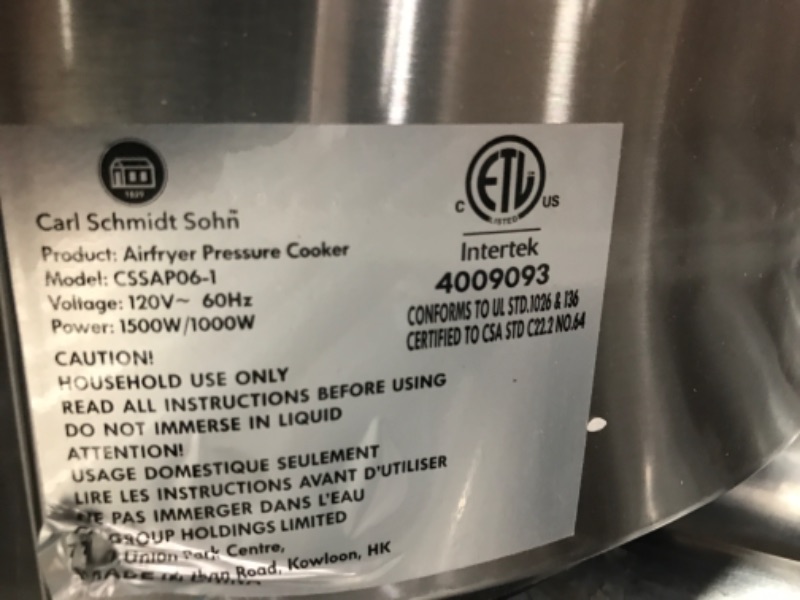 1829
Carl Schmidt Sohn
Product: Airfryer Pressure Cooker
Model: CSSAP06-1
Voltage: 120V~ 60Hz
Power: 1500W/1000W
C ETL US
LISTED
Intertek
4009093
CONFORMS TO UL STD.1026 & 136
CERTIFIED TO CSA STD C22.2 NO.64
CAUTION!
HOUSEHOLD USE ONLY
READ ALL INSTRUCTIONS BEFORE USING
DO NOT IMMERSE IN LIQUID
ATTENTION!
USAGE DOMESTIQUE SEULEMENT
LIRE LES INSTRUCTIONS AVANT D'UTILISER
NE PAS IMMERGER DANS L'EAU
GROUP HOLDINGS LIMITED
Union Park Centre,
Road, Kowloon, HK
MADE